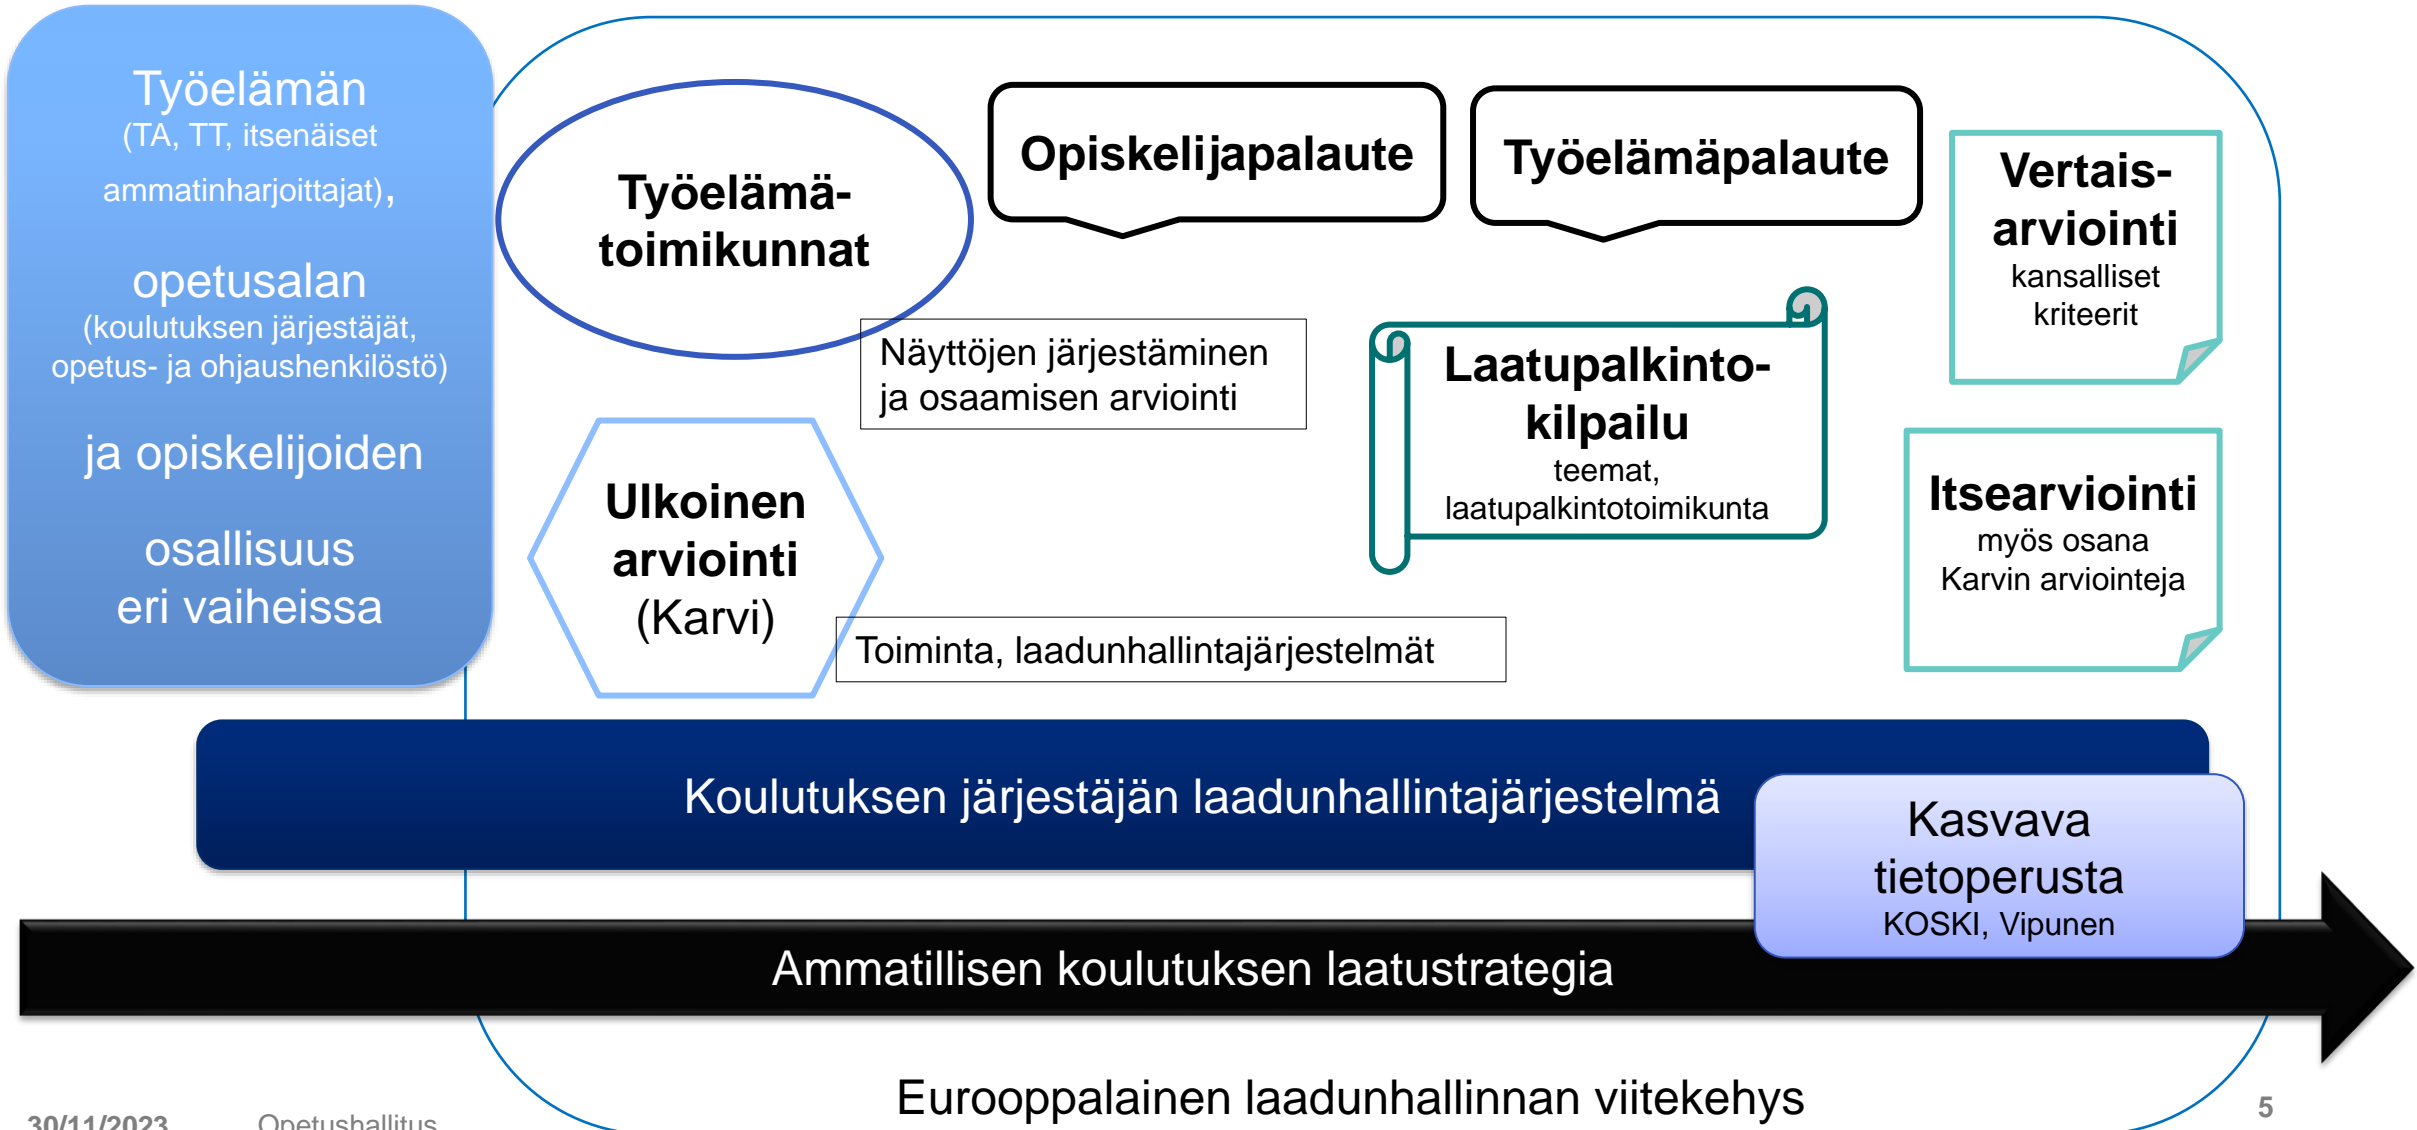 Työelämän
(TA, TT, itsenäiset
ammatinharjoittajat),
opetusalan
(koulutuksen järjestäjät,
opetus- ja ohjaushenkilöstö)
ja opiskelijoiden
osallisuus
eri vaiheissa
Työelämä-
toimikunnat
Opiskelijapalaute
Työelämäpalaute
Vertais-
arviointi
kansalliset
kriteerit
Näyttöjen järjestäminen
ja osaamisen arviointi
Laatupalkinto-
kilpailu
teemat,
laatupalkintotoimikunta
Ulkoinen
arviointi
(Karvi)
Itsearviointi
myös osana
Karvin arviointeja
Toiminta, laadunhallintajärjestelmät
Koulutuksen järjestäjän laadunhallintajärjestelmä
Kasvava
tietoperusta
KOSKI, Vipunen
Ammatillisen koulutuksen laatustrategia
Eurooppalainen laadunhallinnan viitekehys
30/11/2023
Opetushallitus
5